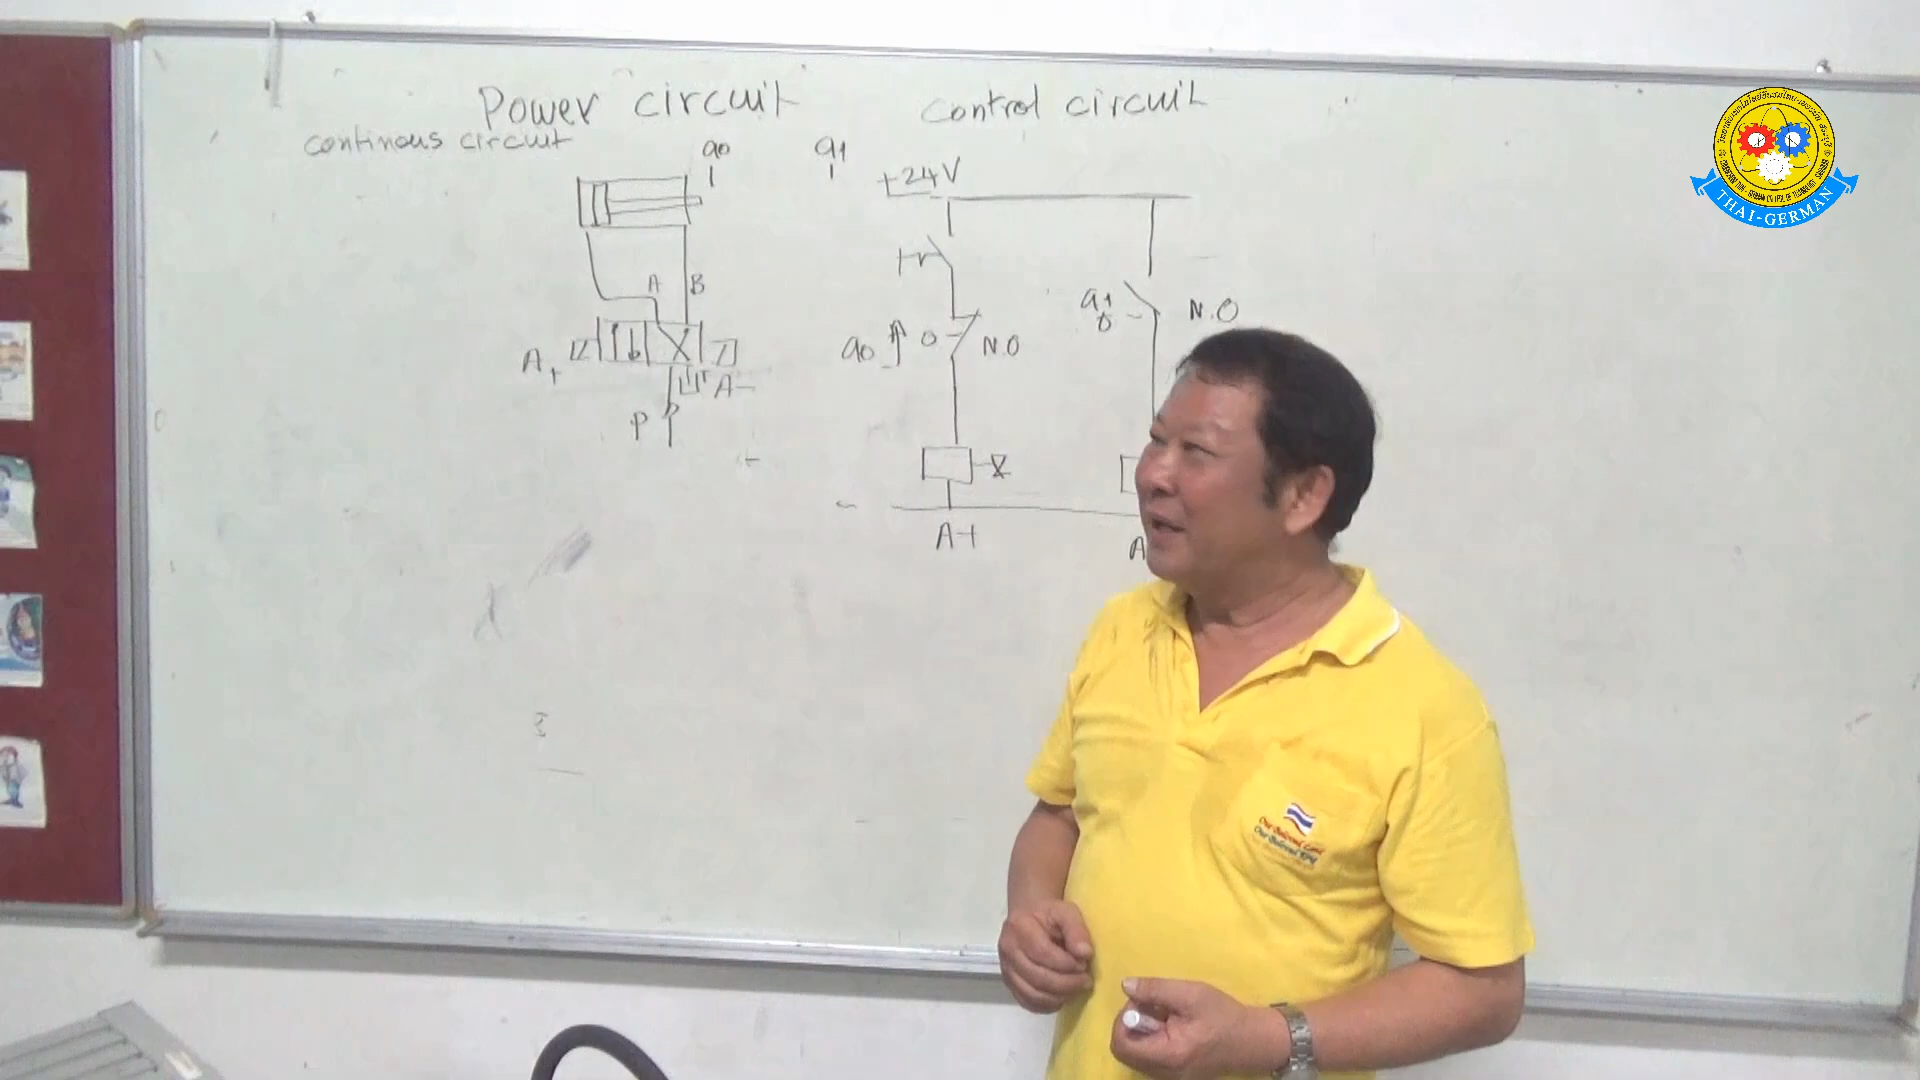 Power circuit
control circuit
continous circuit
a0
a1
+24V
A
B
a1
N.O
a0
N.O
A+
A-
P
+
A+
A
THAI-GERMAN